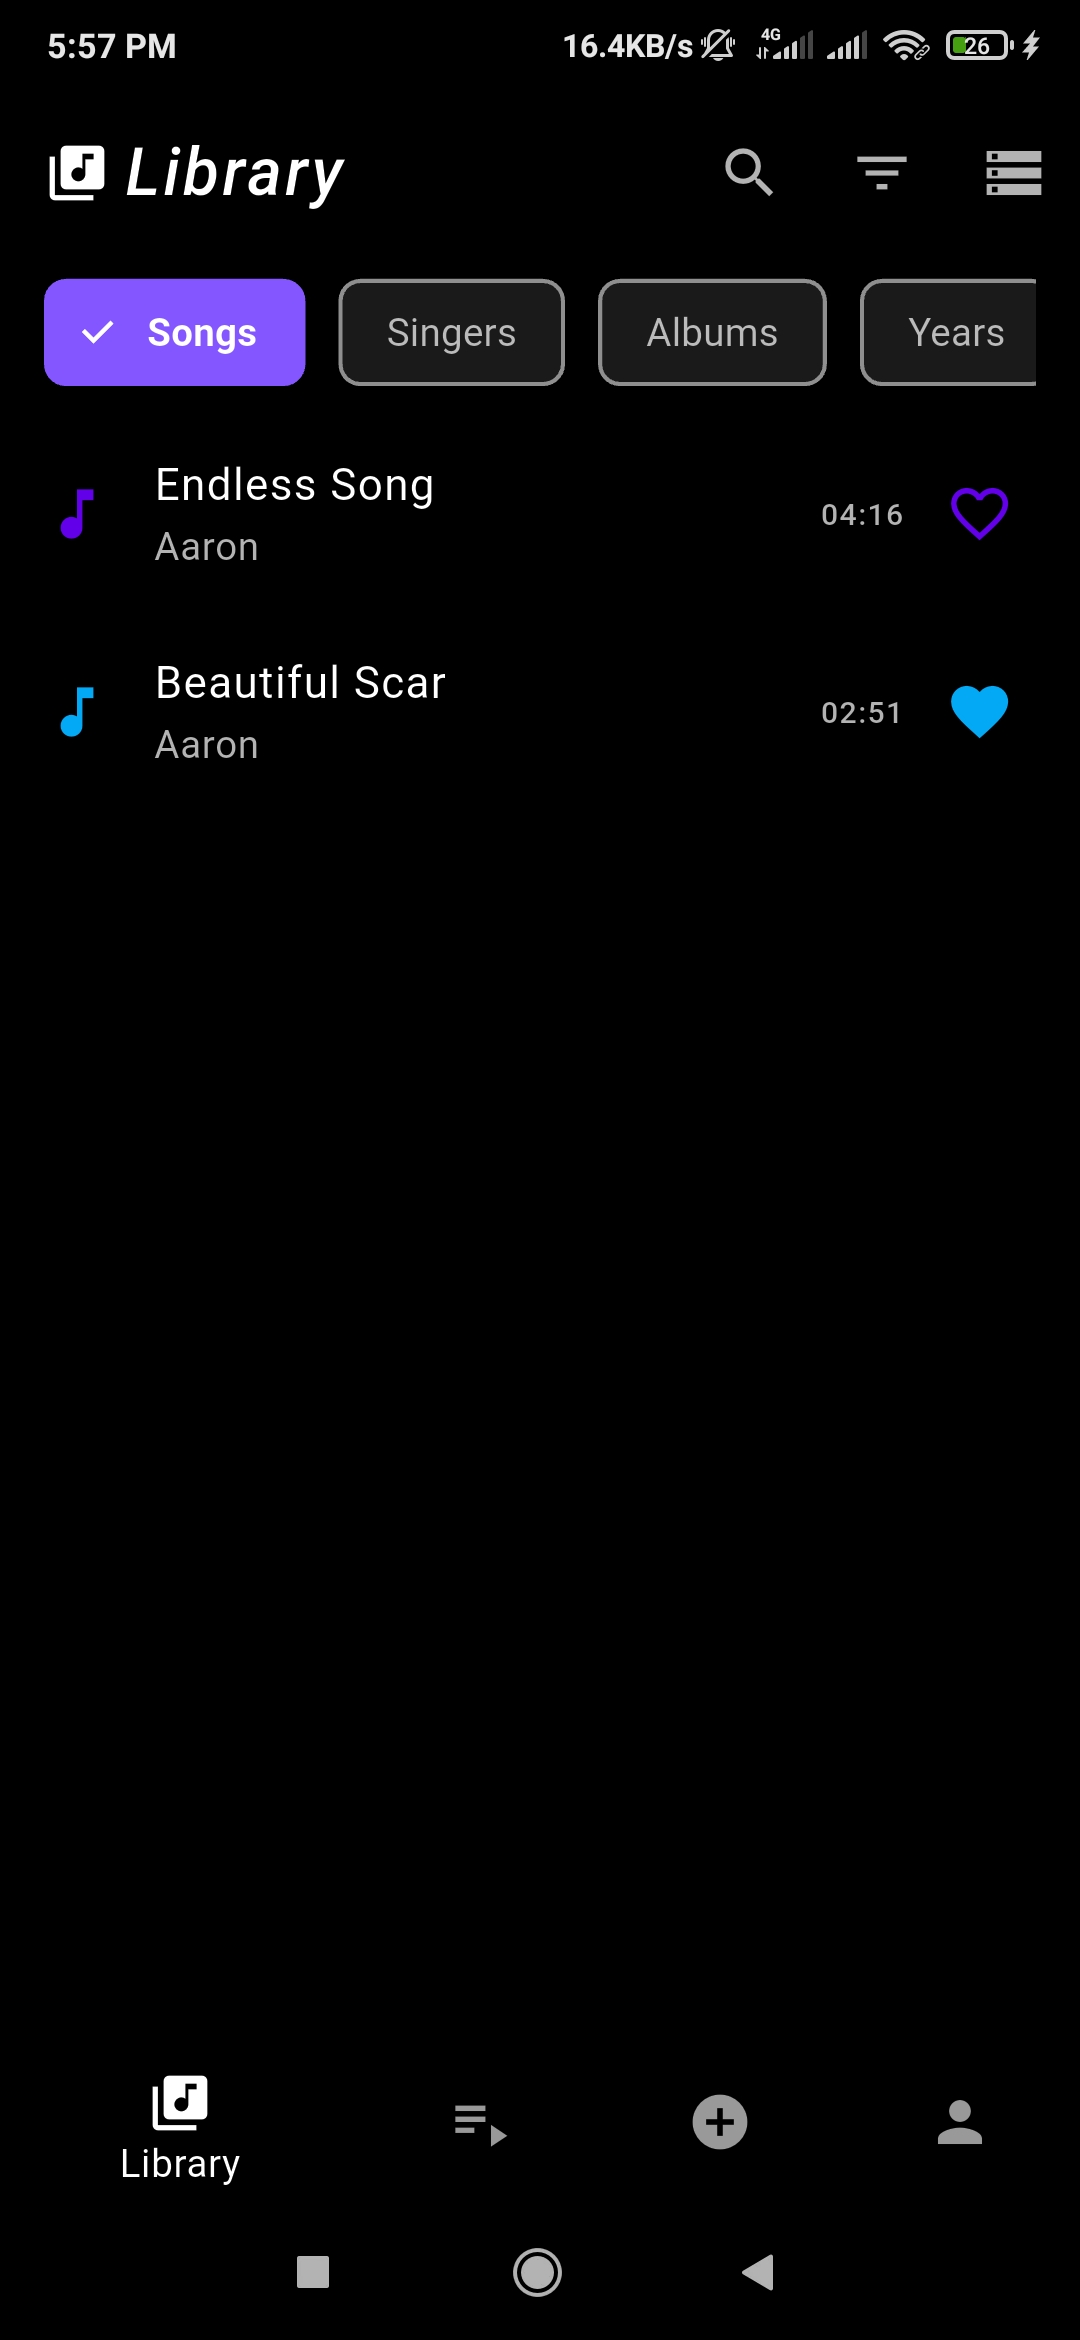 5:57 PM 16.4KB/s 4G 26
Library
Songs Singers Albums Years
Endless Song
Aaron
04:16
Beautiful Scar
Aaron
02:51
Library